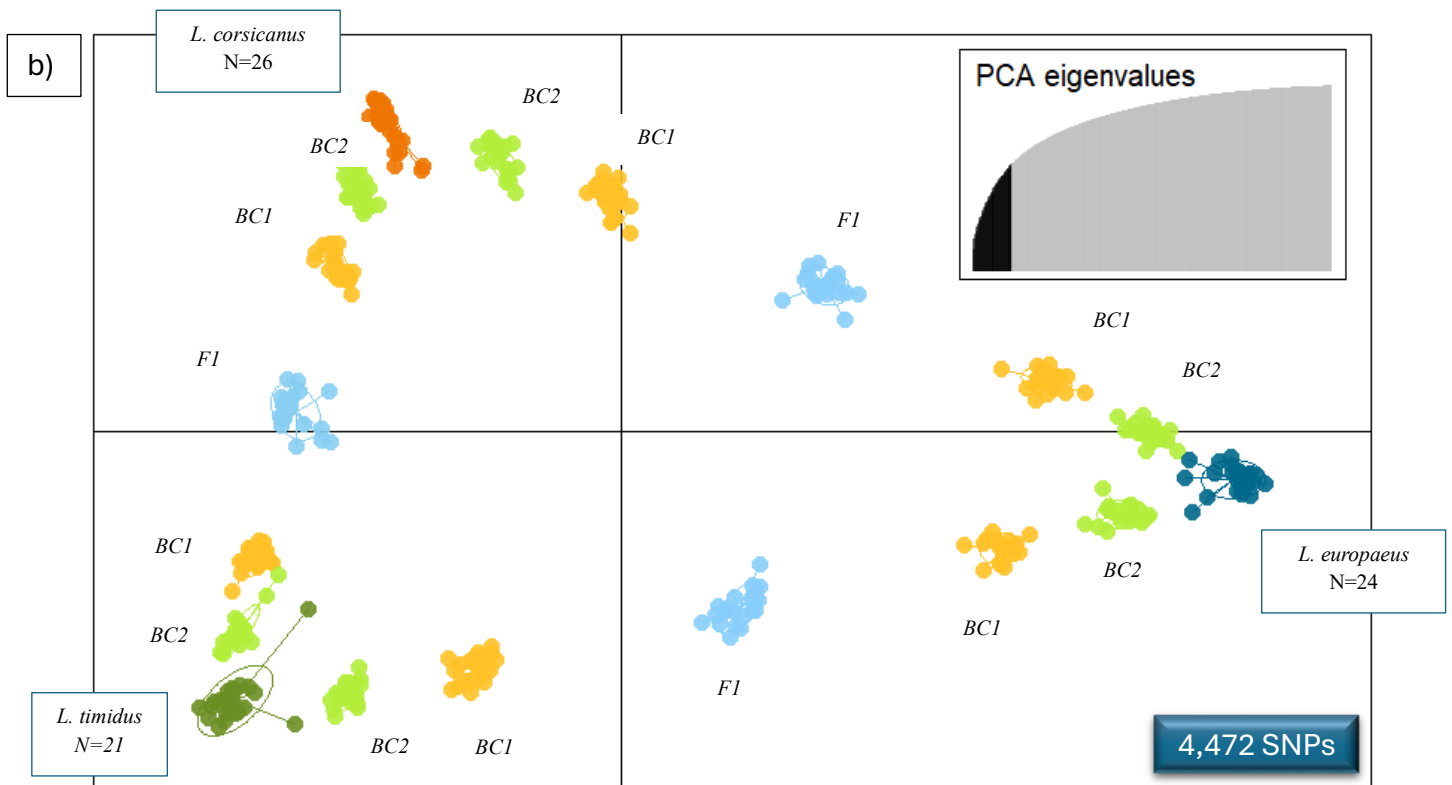 b)
L. corsicanus
N=26
PCA eigenvalues
BC2
BC1
BC2
BC1
F1
BC1
F1
BC2
BC1
BC2
L. europaeus
N=24
BC1
BC2
F1
L. timidus
N=21
BC2
BC1
4,472 SNPs